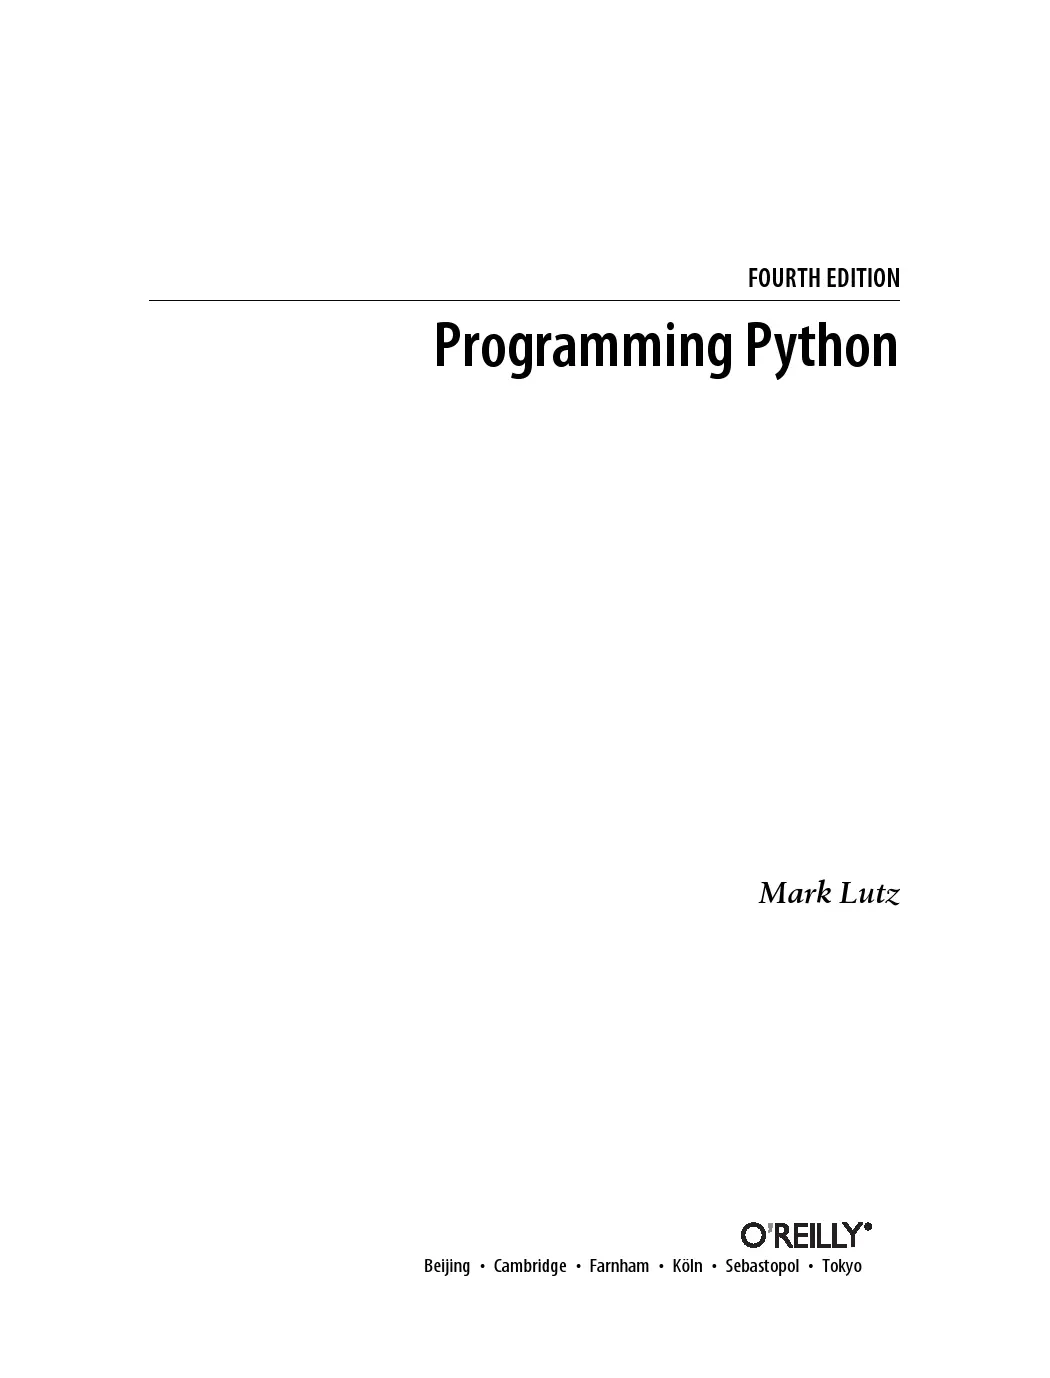 FOURTH EDITION
Programming Python
Mark Lutz
O'REILLY®
Beijing • Cambridge • Farnham • Köln • Sebastopol • Tokyo